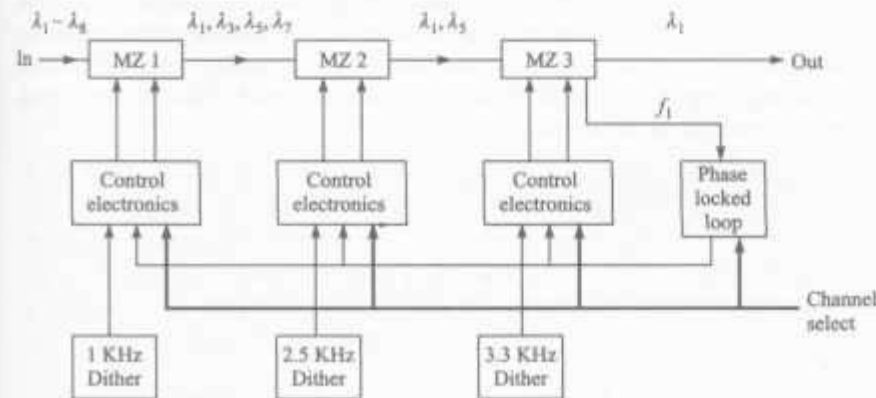 λ₁ – λ₈
λ₁, λ₃, λ₅, λ₇
λ₁, λ₅
λ₁
In
MZ 1
MZ 2
MZ 3
Out
f₁
Control
electronics
Control
electronics
Control
electronics
Phase
locked
loop
Channel
select
1 KHz
Dither
2.5 KHz
Dither
3.3 KHz
Dither